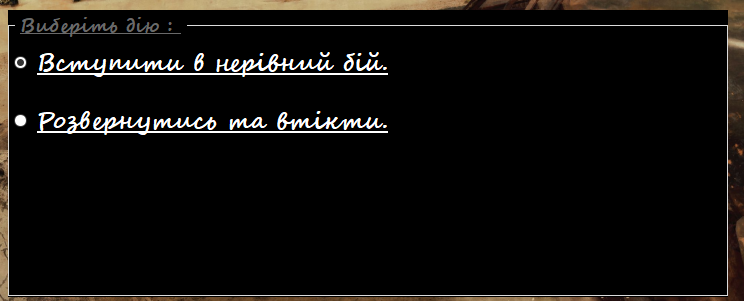 Виберіть дію :
Вступити в нерівний бій.
Розвернутись та втікти.